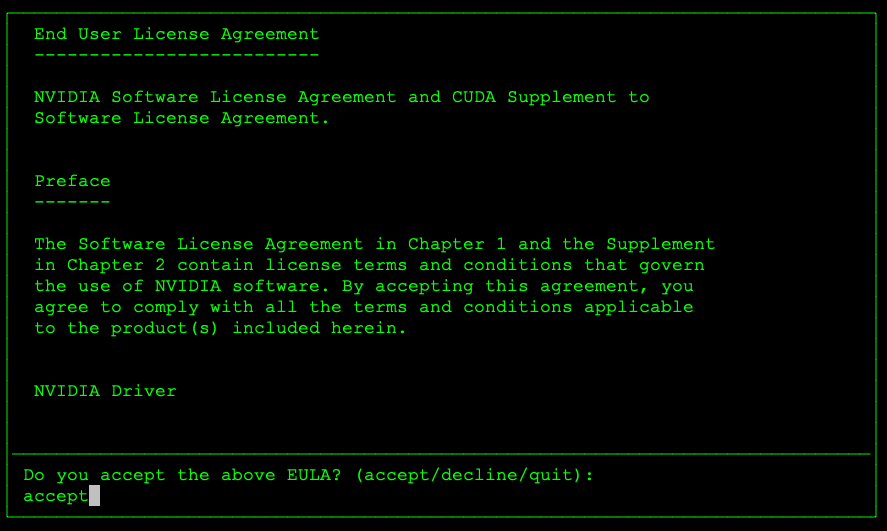 End User License Agreement
--------------------------
NVIDIA Software License Agreement and CUDA Supplement to
Software License Agreement.
Preface
-------
The Software License Agreement in Chapter 1 and the Supplement
in Chapter 2 contain license terms and conditions that govern
the use of NVIDIA software. By accepting this agreement, you
agree to comply with all the terms and conditions applicable
to the product(s) included herein.
NVIDIA Driver
Do you accept the above EULA? (accept/decline/quit):
accept